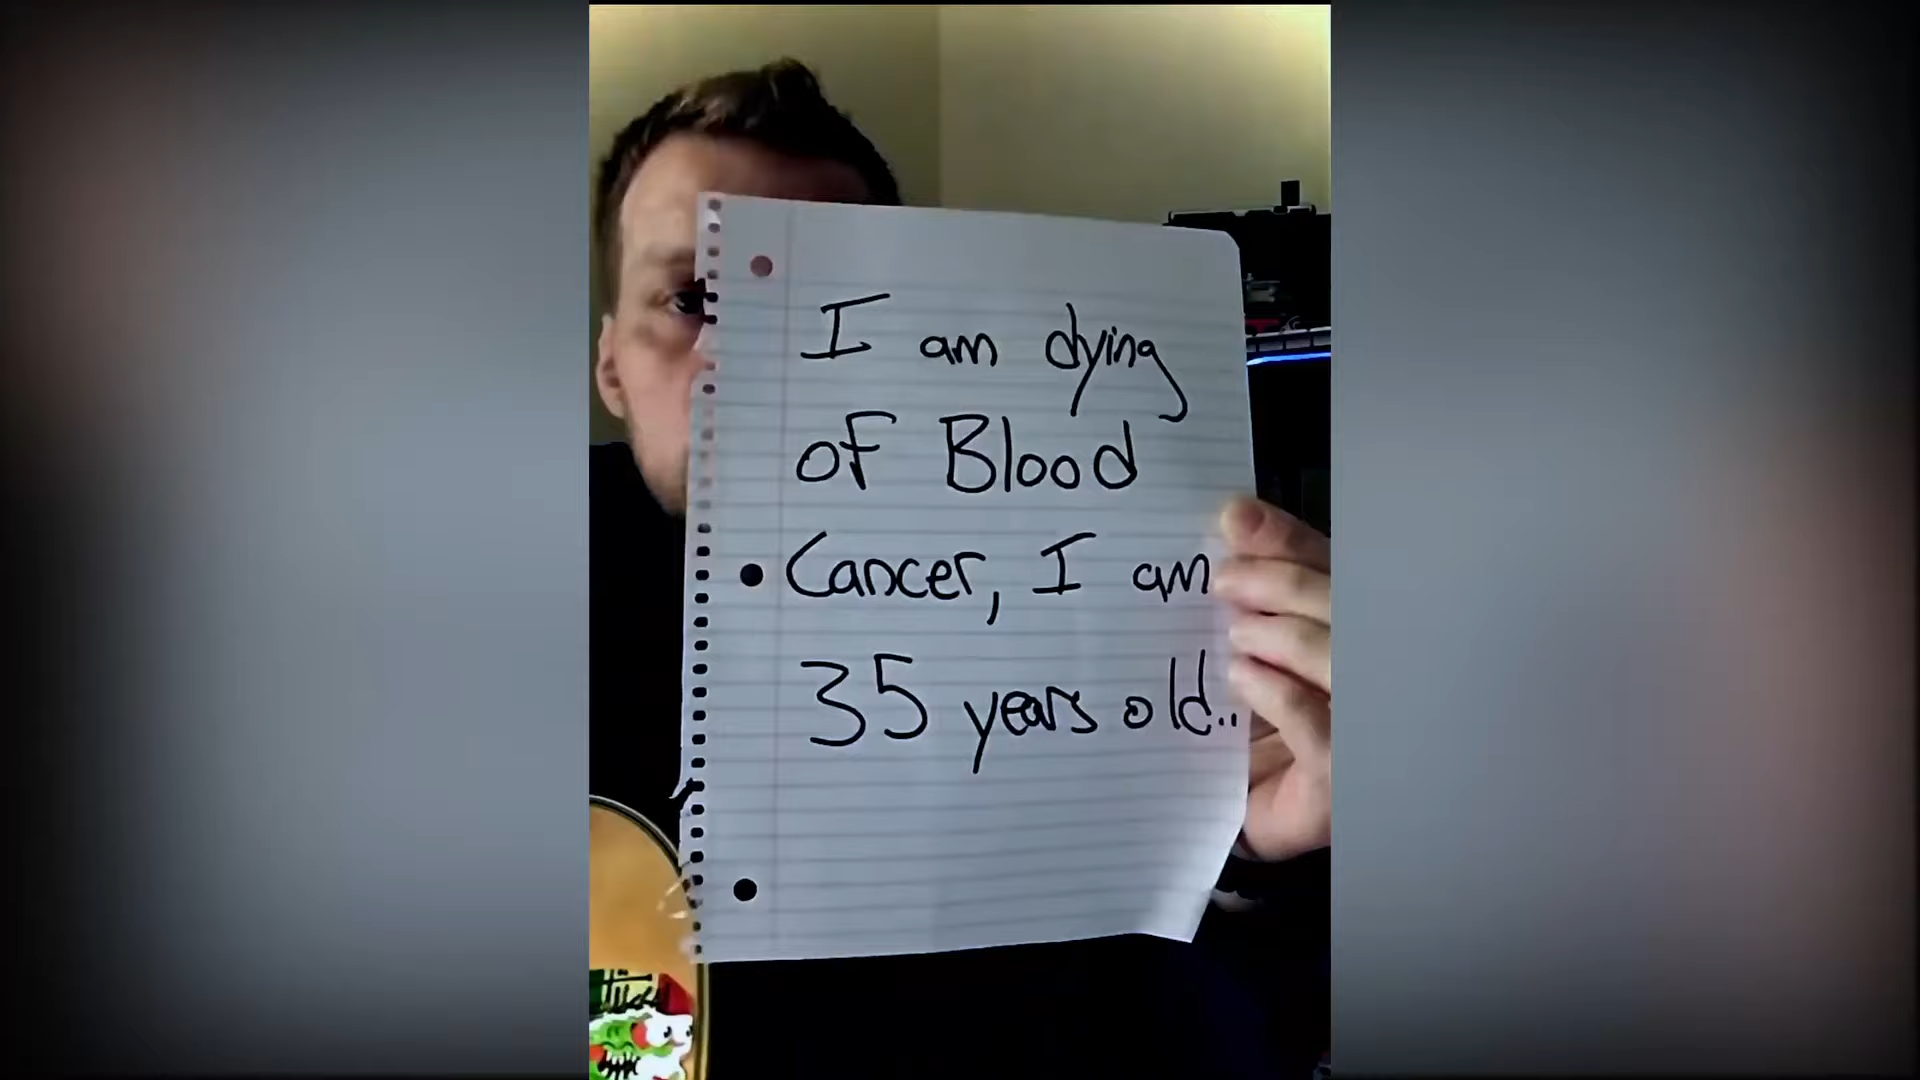 I am dying
of Blood
Cancer, I am
35 years old..